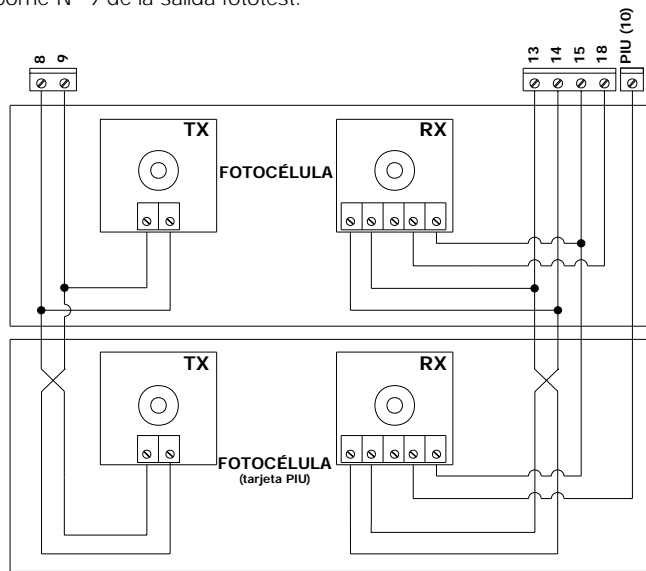 borne N° 9 de la salida fototest.
8 9 13 14 15 18 PIU (10)
TX RX
FOTOCÉLULA
TX RX
FOTOCÉLULA
(tarjeta PIU)